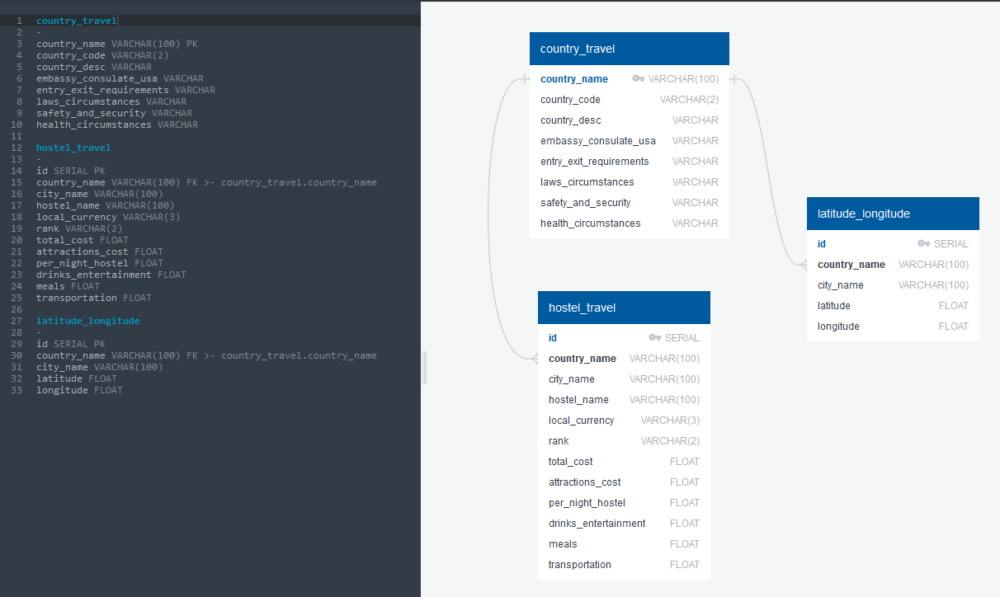 1 country_travel
2 -
3 country_name VARCHAR(100) PK
4 country_code VARCHAR(2)
5 country_desc VARCHAR
6 embassy_consulate_usa VARCHAR
7 entry_exit_requirements VARCHAR
8 laws_circumstances VARCHAR
9 safety_and_security VARCHAR
10 health_circumstances VARCHAR
11
12 hostel_travel
13 -
14 id SERIAL PK
15 country_name VARCHAR(100) FK >- country_travel.country_name
16 city_name VARCHAR(100)
17 hostel_name VARCHAR(100)
18 local_currency VARCHAR(3)
19 rank VARCHAR(2)
20 total_cost FLOAT
21 attractions_cost FLOAT
22 per_night_hostel FLOAT
23 drinks_entertainment FLOAT
24 meals FLOAT
25 transportation FLOAT
26
27 latitude_longitude
28 -
29 id SERIAL PK
30 country_name VARCHAR(100) FK >- country_travel.country_name
31 city_name VARCHAR(100)
32 latitude FLOAT
33 longitude FLOAT
country_travel
country_name VARCHAR(100)
country_code VARCHAR(2)
country_desc VARCHAR
embassy_consulate_usa VARCHAR
entry_exit_requirements VARCHAR
laws_circumstances VARCHAR
safety_and_security VARCHAR
health_circumstances VARCHAR
latitude_longitude
id SERIAL
country_name VARCHAR(100)
city_name VARCHAR(100)
latitude FLOAT
longitude FLOAT
hostel_travel
id SERIAL
country_name VARCHAR(100)
city_name VARCHAR(100)
hostel_name VARCHAR(100)
local_currency VARCHAR(3)
rank VARCHAR(2)
total_cost FLOAT
attractions_cost FLOAT
per_night_hostel FLOAT
drinks_entertainment FLOAT
meals FLOAT
transportation FLOAT